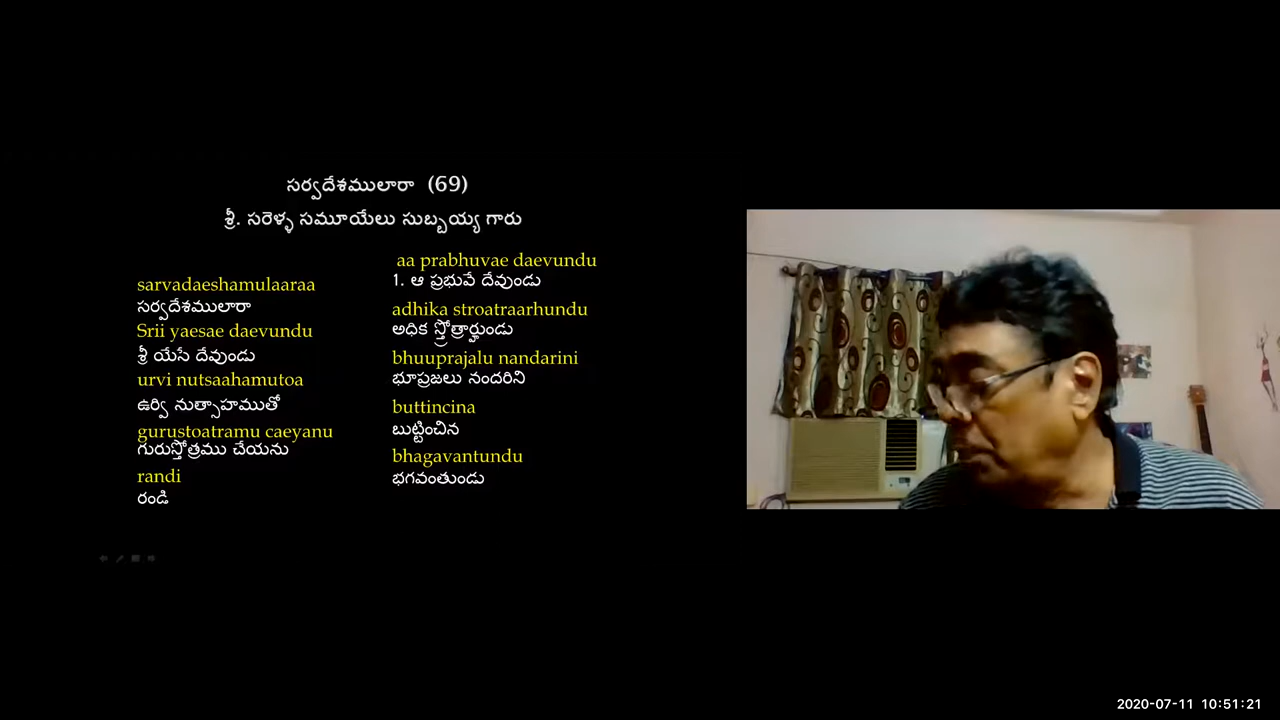 సర్వదేశములారా (69)
శ్రీ. సరెళ్ళ సమూయేలు సుబ్బయ్య గారు
sarvadaeshamulaaraa
సర్వదేశములారా
Srii yaesae daevundu
శ్రీ యేసే దేవుండు
urvi nutsaahamutoa
ఉర్వి నుత్సాహముతో
gurustoatramu caeyanu
గురుస్తోత్రము చేయను
randi
రండి
aa prabhuvae daevundu
1. ఆ ప్రభువే దేవుండు
adhika stroatraarhundu
అధిక స్త్రోత్రార్హుండు
bhuuprajalu nandarini
భూప్రజలు నందరిని
buttincina
బుట్టించిన
bhagavantundu
భగవంతుండు
2020-07-11 10:51:21